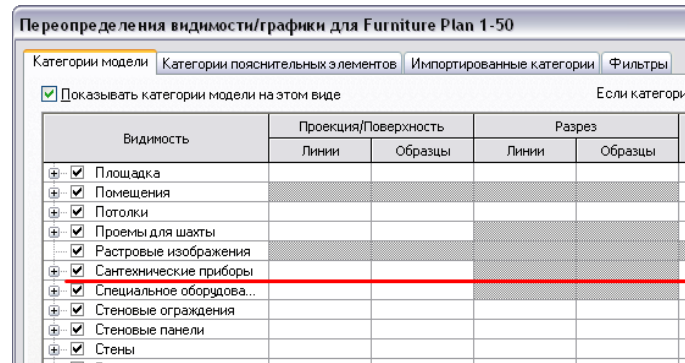 Переопределения видимости/графики для Furniture Plan 1-50
Категории модели Категории пояснительных элементов Импортированные категории Фильтры
Показывать категории модели на этом виде Если категори
Видимость Проекция/Поверхность Разрез
Линии Образцы Линии Образцы
Площадка
Помещения
Потолки
Проемы для шахты
Растровые изображения
Сантехнические приборы
Специальное оборудова...
Стеновые ограждения
Стеновые панели
Стены